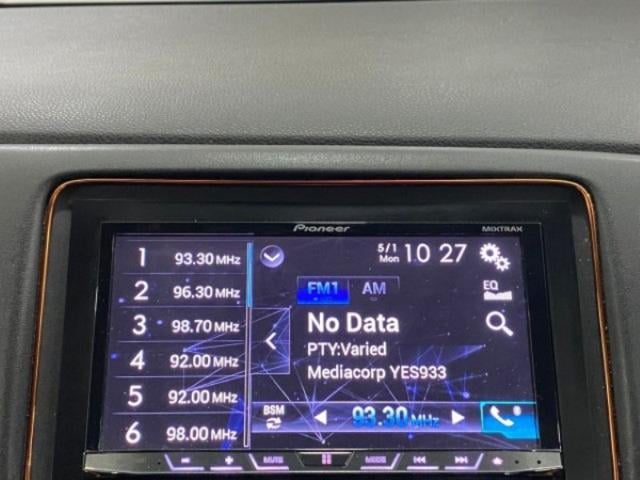 Pioneer
MIXTRAX
1 93.30 MHz
2 96.30 MHz
3 98.70 MHz
4 92.00 MHz
5 92.00 MHz
6 98.00 MHz
5/1
Mon
10 27
FM1 AM
EQ
No Data
PTY:Varied
Mediacorp YES933
BSM
93.30 MHz
MUTE
MODE